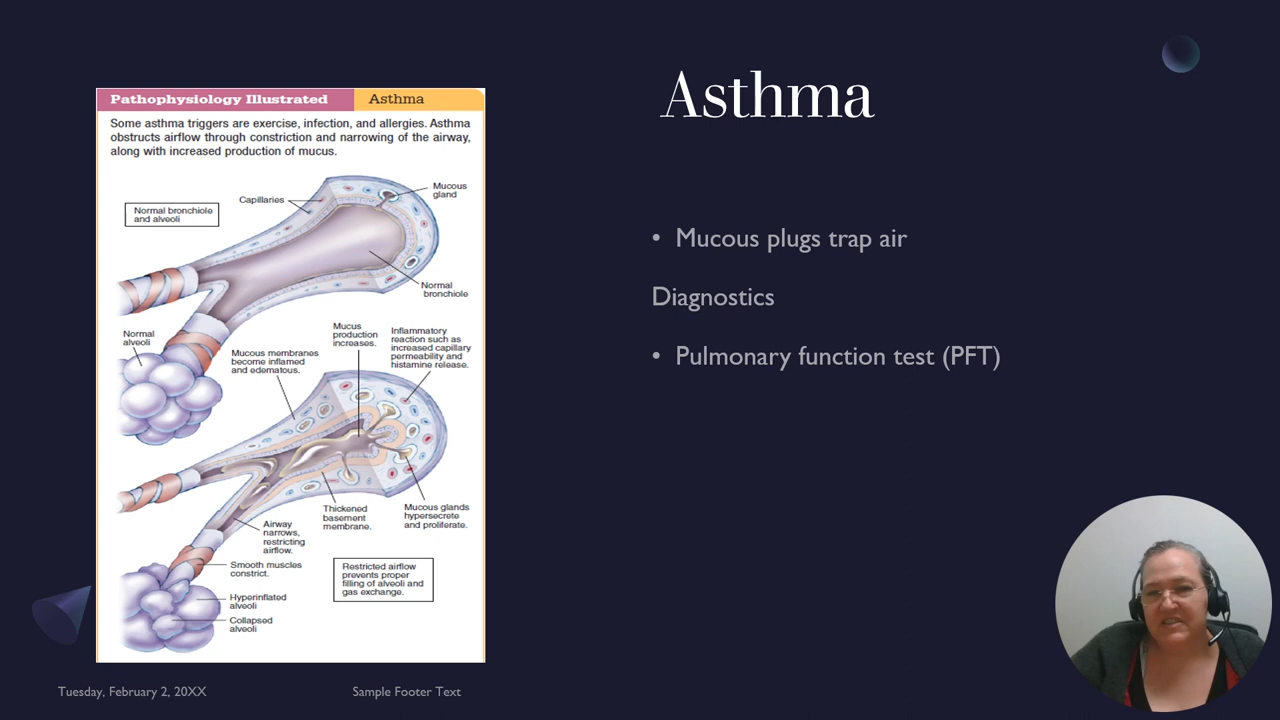 Asthma
Pathophysiology Illustrated Asthma
Some asthma triggers are exercise, infection, and allergies. Asthma
obstructs airflow through constriction and narrowing of the airway,
along with increased production of mucus.
Mucous
gland
Capillaries
Normal bronchiole
and alveoli
Normal
bronchiole
Normal
alveoli
Mucus
production
increases.
Inflammatory
reaction such as
increased capillary
permeability and
histamine release.
Mucous membranes
become inflamed
and edematous.
Thickened
basement
membrane.
Mucous glands
hypersecrete
and proliferate.
Airway
narrows,
restricting
airflow.
Smooth muscles
constrict.
Restricted airflow
prevents proper
filling of alveoli and
gas exchange.
Hyperinflated
alveoli
Collapsed
alveoli
• Mucous plugs trap air
Diagnostics
• Pulmonary function test (PFT)
Tuesday, February 2, 20XX
Sample Footer Text